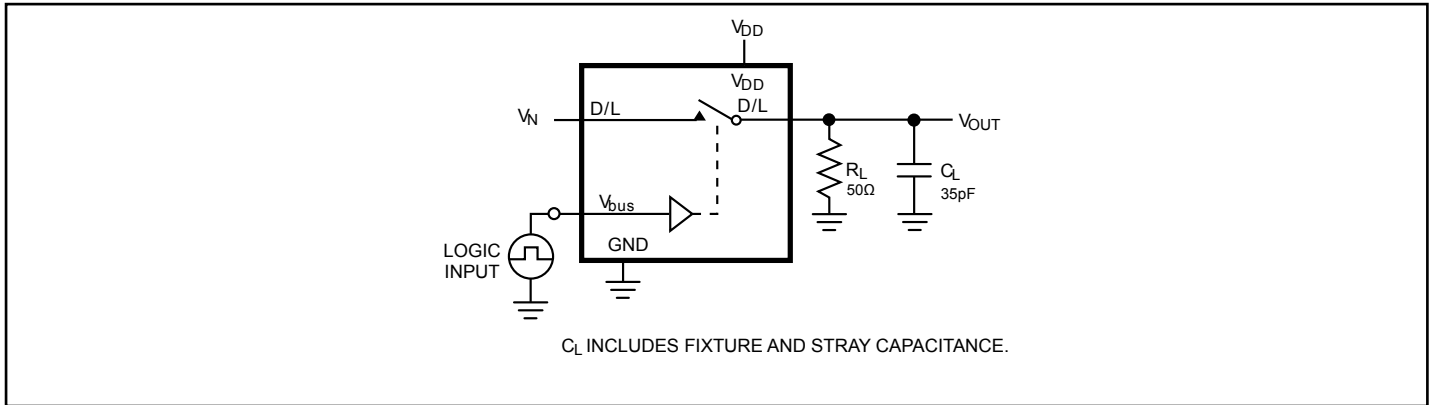 VDD
VDD
VN
D/L
D/L
VOUT
RL
50Ω
CL
35pF
Vbus
LOGIC
INPUT
GND
CL INCLUDES FIXTURE AND STRAY CAPACITANCE.